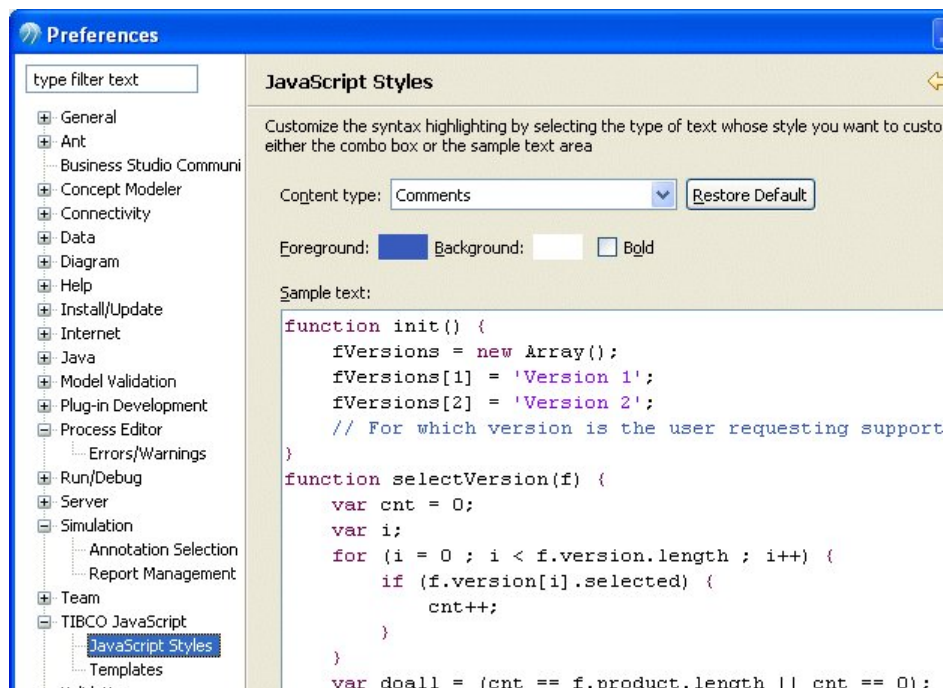 Preferences
type filter text
General
Ant
Business Studio Communi
Concept Modeler
Connectivity
Data
Diagram
Help
Install/Update
Internet
Java
Model Validation
Plug-in Development
Process Editor
Errors/Warnings
Run/Debug
Server
Simulation
Annotation Selection
Report Management
Team
TIBCO JavaScript
JavaScript Styles
Templates
JavaScript Styles
Customize the syntax highlighting by selecting the type of text whose style you want to custo
either the combo box or the sample text area
Content type: Comments Restore Default
Foreground: Background: Bold
Sample text:
function init() {
    fVersions = new Array();
    fVersions[1] = 'Version 1';
    fVersions[2] = 'Version 2';
    // For which version is the user requesting support
}
function selectVersion(f) {
    var cnt = 0;
    var i;
    for (i = 0 ; i < f.version.length ; i++) {
        if (f.version[i].selected) {
            cnt++;
        }
    }
    var doall = (cnt == f.product.length || cnt == 0);